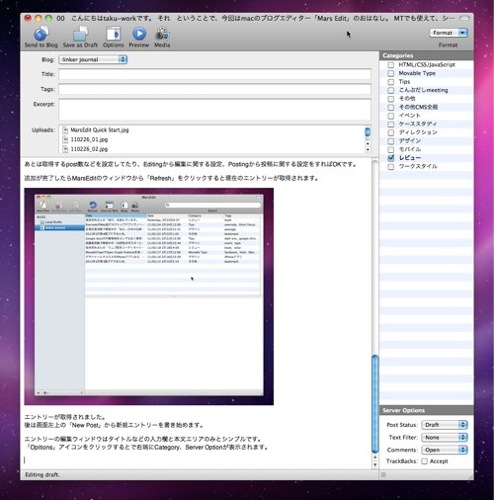 こんにちはtaku-workです。 それ ということで、今回はmacのブログエディター「Mars Edit」のおはなし。 MTでも使えて、シ…
Send to Blog
Save as Draft
Options
Preview
Media
Format
Format
Blog: linker journal
Title:
Tags:
Excerpt:
Uploads: MarsEdit Quick Start.jpg
110226_01.jpg
110226_02.jpg
Categories
HTML/CSS/JavaScript
Movable Type
Tips
こんぶだしmeeting
その他
その他CMS全般
イベント
ケーススタディ
ディレクション
デザイン
モバイル
レビュー
ワークスタイル
あとは取得するpost数などを設定してたり、Editingから編集に関する設定、Postingから投稿に関する設定をすればOKです。
追加が完了したらMarsEditのウィンドウから「Refresh」をクリックすると現在のエントリーが取得されます。
MarsEdit
エントリーが取得されました。
後は画面左上の「New Post」から新規エントリーを書き始めます。
エントリーの編集ウィンドウはタイトルなどの入力欄と本文エリアのみとシンプルです。
「Options」アイコンをクリックするとで右端にCategory、Server Optionが表示されます。
Server Options
Post Status: Draft
Text Filter: None
Comments: Open
TrackBacks: Accept
Editing draft.